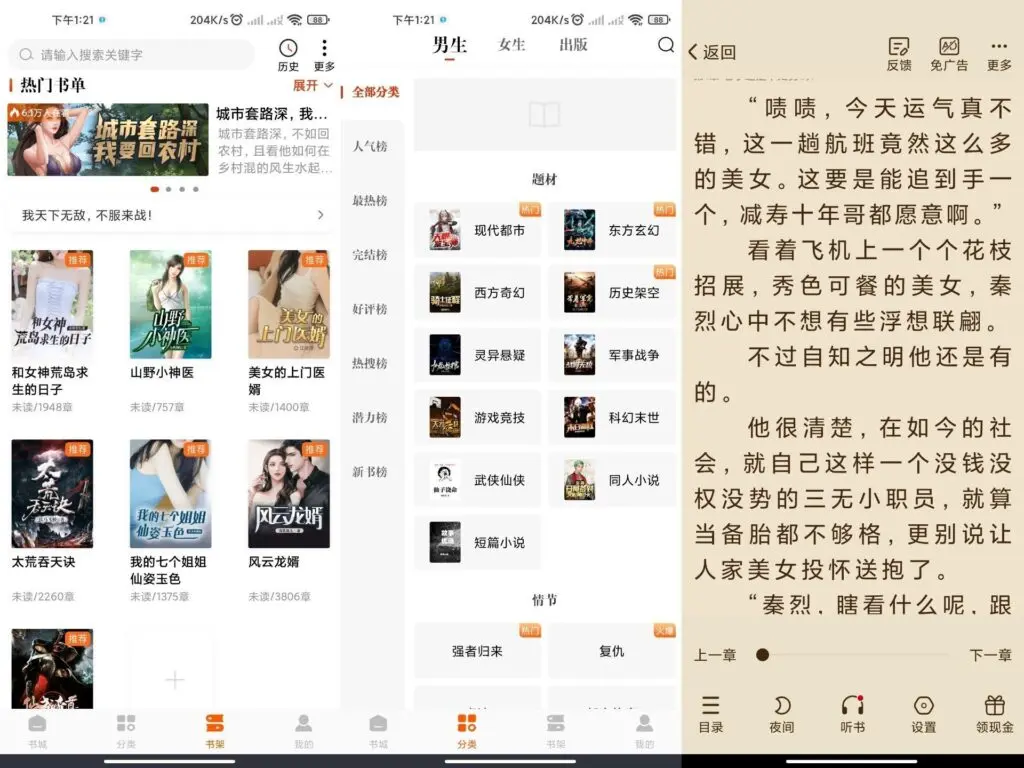 下午1:21
204K/s
88
请输入搜索关键字
历史
更多
热门书单
展开
城市套路深
我要回农村
城市套路深，我…
城市套路深，不如回
农村，且看他如何在
乡村混的风生水起…
我天下无敌，不服来战！
推荐
和女神
荒岛求生的日子
推荐
山野
小神医
推荐
美女的
上门医婿
和女神荒岛求
生的日子
未读/1948章
山野小神医
未读/757章
美女的上门医
婿
未读/1400章
推荐
太荒
吞天诀
推荐
我的七个姐姐
仙姿玉色
推荐
风云龙婿
太荒吞天诀
未读/2260章
我的七个姐姐
仙姿玉色
未读/1375章
风云龙婿
未读/3806章
推荐
书城
分类
书架
我的
下午1:21
204K/s
88
男生
女生
出版
全部分类
人气榜
最热榜
完结榜
好评榜
热搜榜
潜力榜
新书榜
题材
现代都市
热门
东方玄幻
热门
西方奇幻
历史架空
热门
灵异悬疑
军事战争
游戏竞技
科幻末世
武侠仙侠
同人小说
短篇小说
情节
强者归来
热门
复仇
火爆
书城
分类
书架
我的
返回
反馈
免广告
更多
“啧啧，今天运气真不
错，这一趟航班竟然这么多
的美女。这要是能追到手一
个，减寿十年哥都愿意啊。”
看着飞机上一个个花枝
招展，秀色可餐的美女，秦
烈心中不想有些浮想联翩。
不过自知之明他还是有
的。
他很清楚，在如今的社
会，就自己这样一个没钱没
权没势的三无小职员，就算
当备胎都不够格，更别说让
人家美女投怀送抱了。
“秦烈，瞎看什么呢，跟
上一章
下一章
目录
夜间
听书
设置
领现金